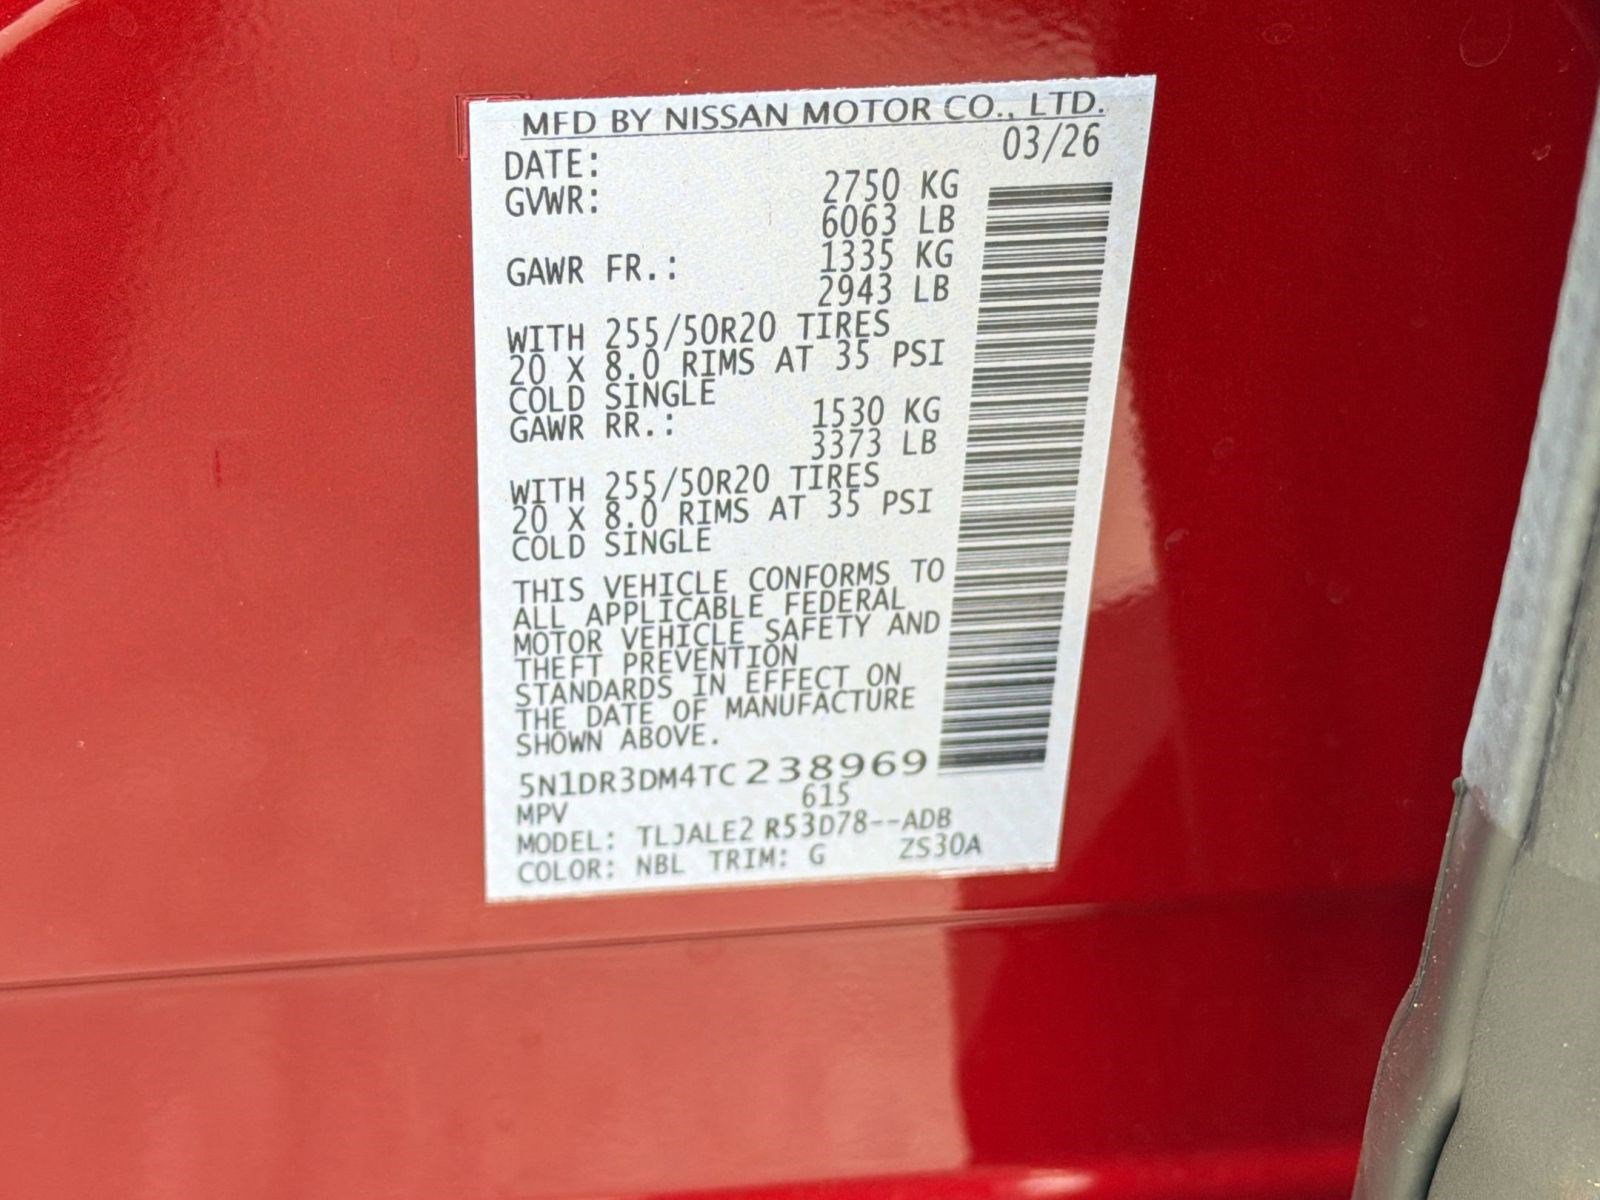 MFD BY NISSAN MOTOR CO., LTD.
DATE: 03/26
GVWR: 2750 KG
6063 LB
GAWR FR.: 1335 KG
2943 LB
WITH 255/50R20 TIRES
20 X 8.0 RIMS AT 35 PSI
COLD SINGLE
GAWR RR.: 1530 KG
3373 LB
WITH 255/50R20 TIRES
20 X 8.0 RIMS AT 35 PSI
COLD SINGLE
THIS VEHICLE CONFORMS TO
ALL APPLICABLE FEDERAL
MOTOR VEHICLE SAFETY AND
THEFT PREVENTION
STANDARDS IN EFFECT ON
THE DATE OF MANUFACTURE
SHOWN ABOVE.
5N1DR3DM4TC238969
MPV 615
MODEL: TLJALE2 R53D78--ADB
COLOR: NBL TRIM: G ZS30A